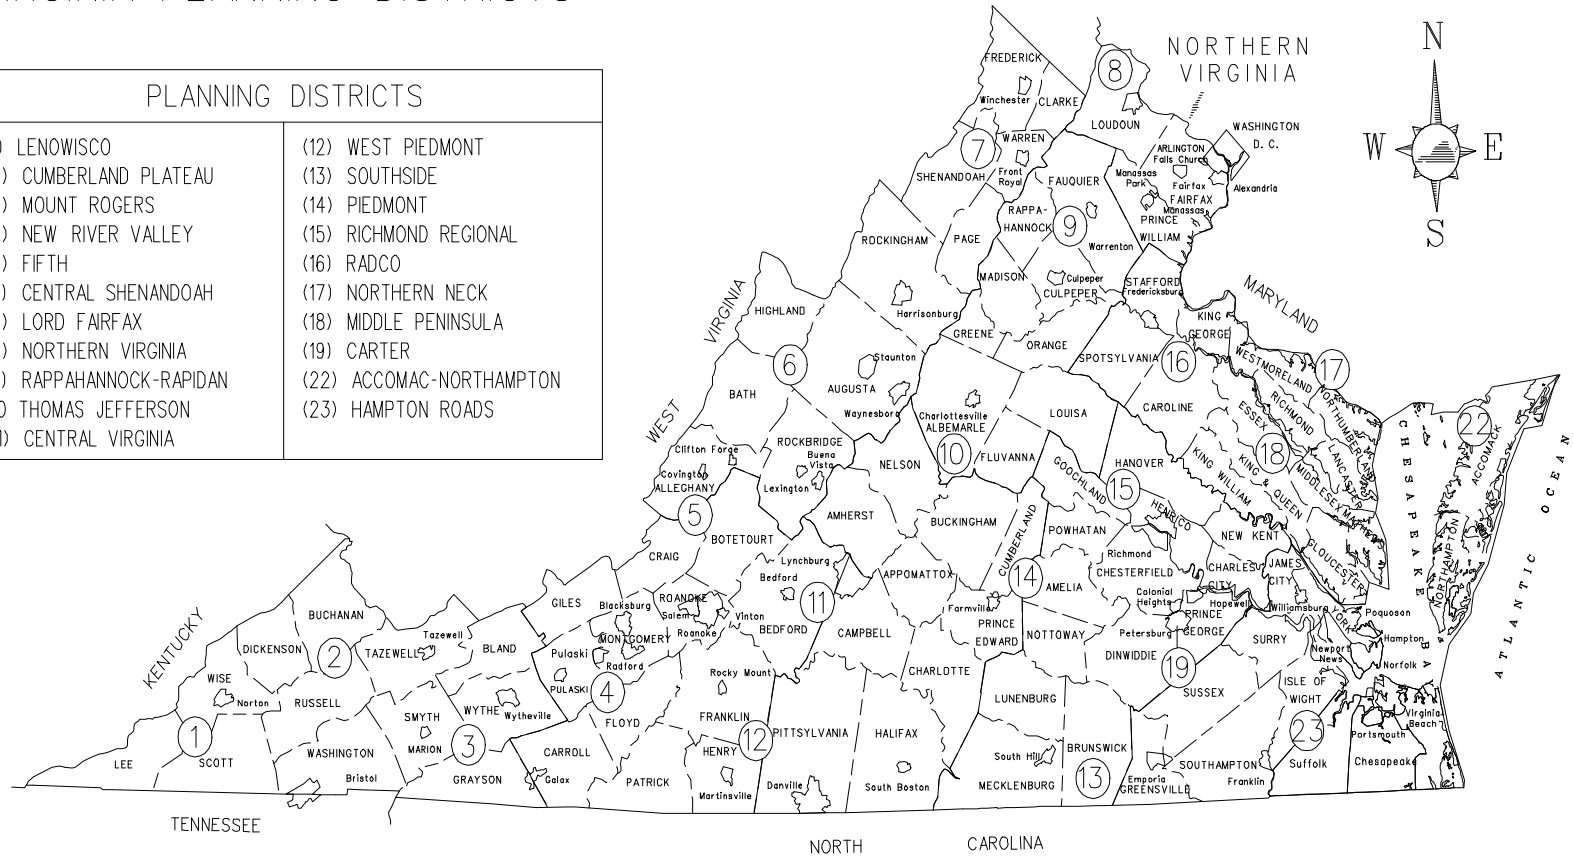 PLANNING DISTRICTS
) LENOWISCO
) CUMBERLAND PLATEAU
) MOUNT ROGERS
) NEW RIVER VALLEY
) FIFTH
) CENTRAL SHENANDOAH
) LORD FAIRFAX
) NORTHERN VIRGINIA
) RAPPAHANNOCK-RAPIDAN
) THOMAS JEFFERSON
1) CENTRAL VIRGINIA
(12) WEST PIEDMONT
(13) SOUTHSIDE
(14) PIEDMONT
(15) RICHMOND REGIONAL
(16) RADCO
(17) NORTHERN NECK
(18) MIDDLE PENINSULA
(19) CARTER
(22) ACCOMAC-NORTHAMPTON
(23) HAMPTON ROADS
N
W
E
S
NORTHERN
VIRGINIA
FREDERICK
8
Winchester
CLARKE
LOUDOUN
WASHINGTON
D. C.
7
WARREN
ARLINGTON
Falls Church
SHENANDOAH
Front
Royal
FAUQUIER
Manassas
Park
Fairfax
Alexandria
FAIRFAX
Manassas
RAPPA-
HANNOCK
9
PRINCE
WILLIAM
ROCKINGHAM
PAGE
Warrenton
MADISON
Culpeper
CULPEPER
STAFFORD
Fredericksburg
MARYLAND
VIRGINIA
HIGHLAND
Harrisonburg
KING
GEORGE
GREENE
ORANGE
6
Staunton
SPOTSYLVANIA
16
WESTMORELAND
17
BATH
AUGUSTA
Waynesboro
Charlottesville
ALBEMARLE
LOUISA
CAROLINE
ESSEX
RICHMOND
NORTHUMBERLAND
22
WEST
Clifton Forge
ROCKBRIDGE
Buena
Vista
10
FLUVANNA
NELSON
GOOCHLAND
HANOVER
KING WILLIAM
KING & QUEEN
18
MIDDLESEX
LANCASTER
MATHEWS
CHESAPEAKE BAY
ACCOMACK
ATLANTIC OCEAN
Covington
ALLEGHANY
Lexington
15
5
AMHERST
BUCKINGHAM
CUMBERLAND
POWHATAN
HENRICO
NEW KENT
GLOUCESTER
NORTHAMPTON
BOTETOURT
CRAIG
Lynchburg
Bedford
11
APPOMATTOX
14
AMELIA
Richmond
CHESTERFIELD
CHARLES
CITY
JAMES
CITY
GILES
Blacksburg
ROANOKE
Salem
Vinton
Roanoke
BEDFORD
CAMPBELL
Farmville
PRINCE
EDWARD
NOTTOWAY
Colonial
Heights
Hopewell
Williamsburg
YORK
Poquoson
Hampton
Petersburg
PRINCE
GEORGE
SURRY
Newport
News
Norfolk
KENTUCKY
BUCHANAN
DICKENSON
2
TAZEWELL
Tazewell
BLAND
Pulaski
MONTGOMERY
Radford
PULASKI
4
Rocky Mount
CHARLOTTE
DINWIDDIE
19
SUSSEX
ISLE OF
WIGHT
WISE
Norton
RUSSELL
SMYTH
WYTHE
Wytheville
FLOYD
FRANKLIN
LUNENBURG
Virginia
Beach
1
SCOTT
LEE
WASHINGTON
MARION
3
CARROLL
HENRY
12
PITTSYLVANIA
HALIFAX
South Hill
BRUNSWICK
23
Portsmouth
Bristol
GRAYSON
Galax
PATRICK
Martinsville
Danville
South Boston
MECKLENBURG
13
Emporia
GREENSVILLE
SOUTHAMPTON
Franklin
Suffolk
Chesapeake
TENNESSEE
NORTH CAROLINA